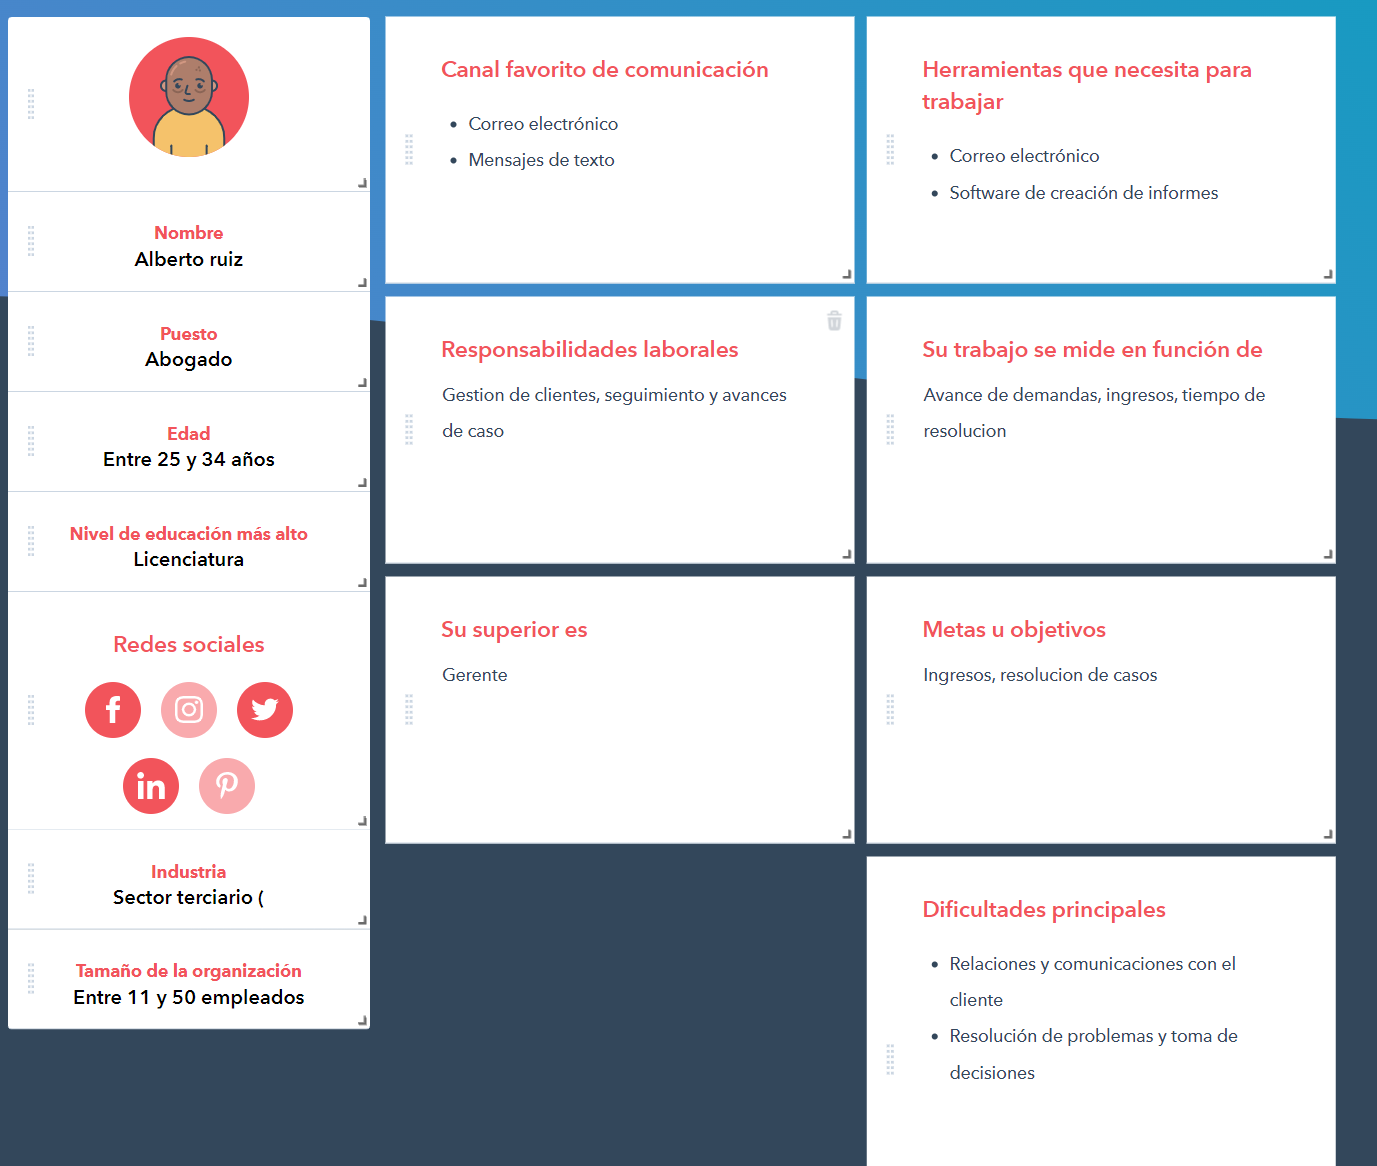 Nombre
Alberto ruiz
Puesto
Abogado
Edad
Entre 25 y 34 años
Nivel de educación más alto
Licenciatura
Redes sociales
Industria
Sector terciario (
Tamaño de la organización
Entre 11 y 50 empleados
Canal favorito de comunicación
• Correo electrónico
• Mensajes de texto
Herramientas que necesita para
trabajar
• Correo electrónico
• Software de creación de informes
Responsabilidades laborales
Gestion de clientes, seguimiento y avances
de caso
Su trabajo se mide en función de
Avance de demandas, ingresos, tiempo de
resolucion
Su superior es
Gerente
Metas u objetivos
Ingresos, resolucion de casos
Dificultades principales
• Relaciones y comunicaciones con el
cliente
• Resolución de problemas y toma de
decisiones